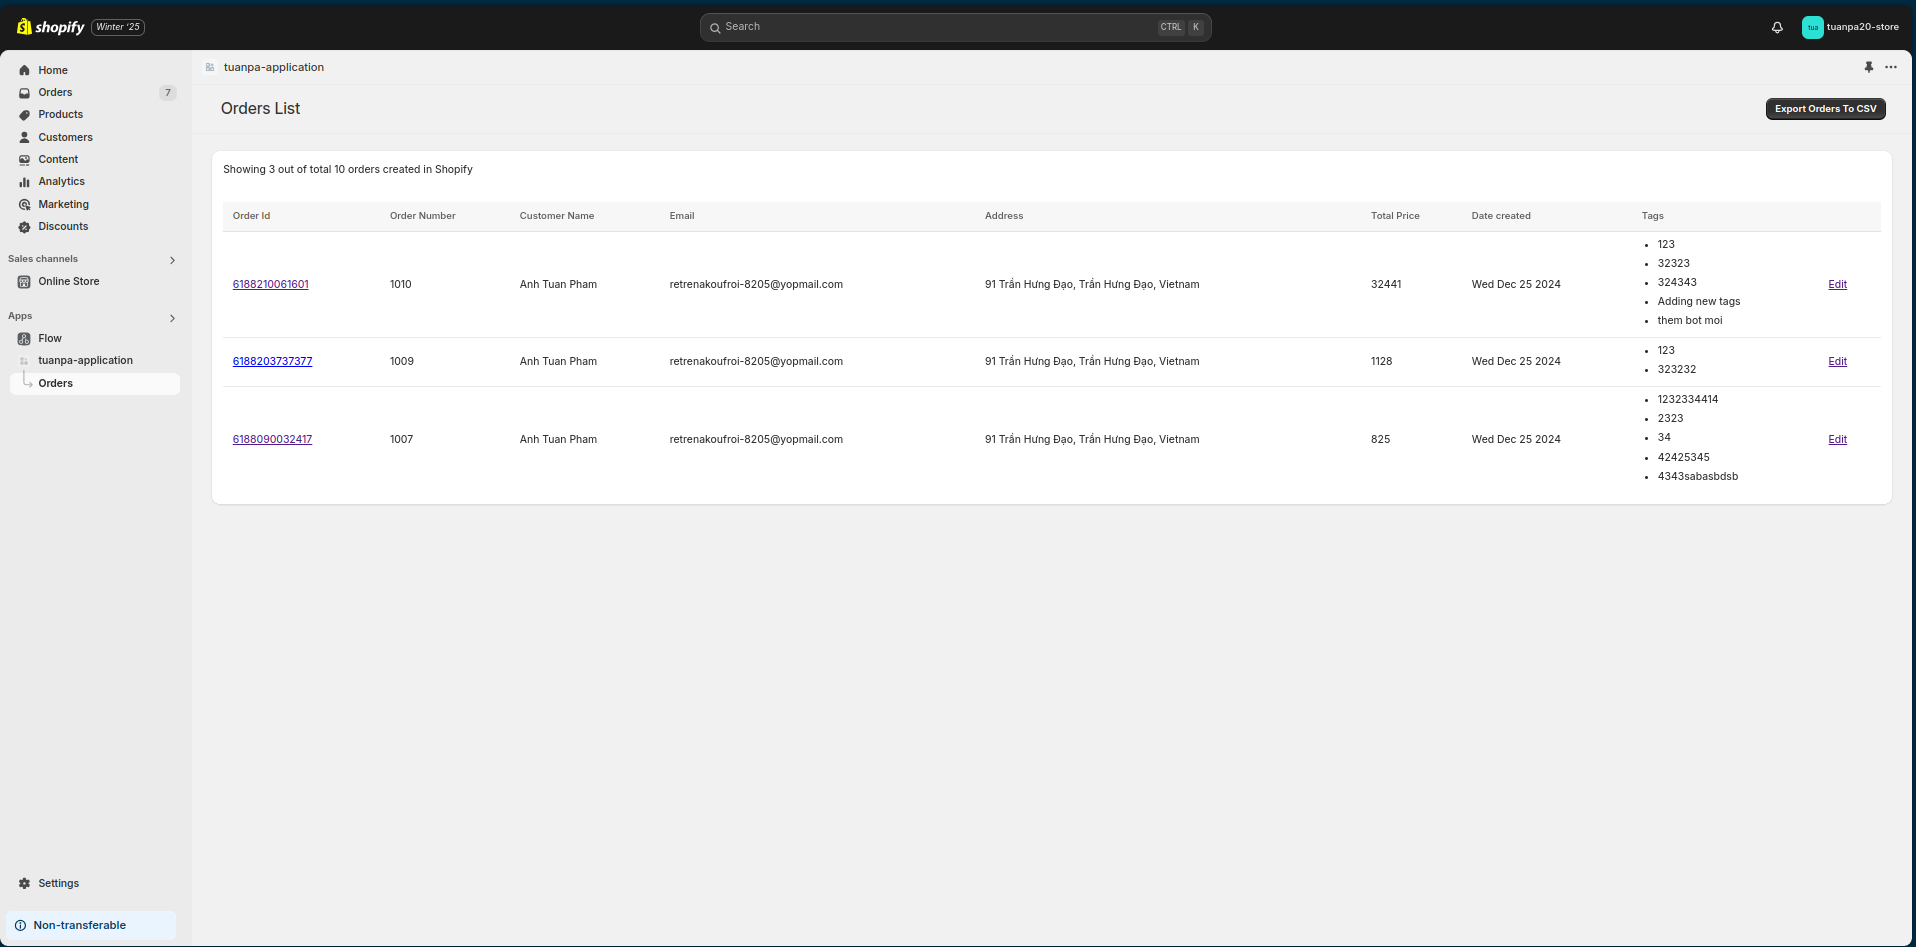 shopify Winter '25 Search CTRL K tua tuanpa20-store
Home
Orders 7
Products
Customers
Content
Analytics
Marketing
Discounts
Sales channels
Online Store
Apps
Flow
tuanpa-application
Orders
Settings
Non-transferable
tuanpa-application
Orders List Export Orders To CSV
Showing 3 out of total 10 orders created in Shopify
Order Id Order Number Customer Name Email Address Total Price Date created Tags
6188210061601 1010 Anh Tuan Pham retrenakoufroi-8205@yopmail.com 91 Trần Hưng Đạo, Trần Hưng Đạo, Vietnam 32441 Wed Dec 25 2024
123
32323
324343
Adding new tags
them bot moi
Edit
6188203737377 1009 Anh Tuan Pham retrenakoufroi-8205@yopmail.com 91 Trần Hưng Đạo, Trần Hưng Đạo, Vietnam 1128 Wed Dec 25 2024
123
323232
Edit
6188090032417 1007 Anh Tuan Pham retrenakoufroi-8205@yopmail.com 91 Trần Hưng Đạo, Trần Hưng Đạo, Vietnam 825 Wed Dec 25 2024
1232334414
2323
34
42425345
4343sabasbdsb
Edit